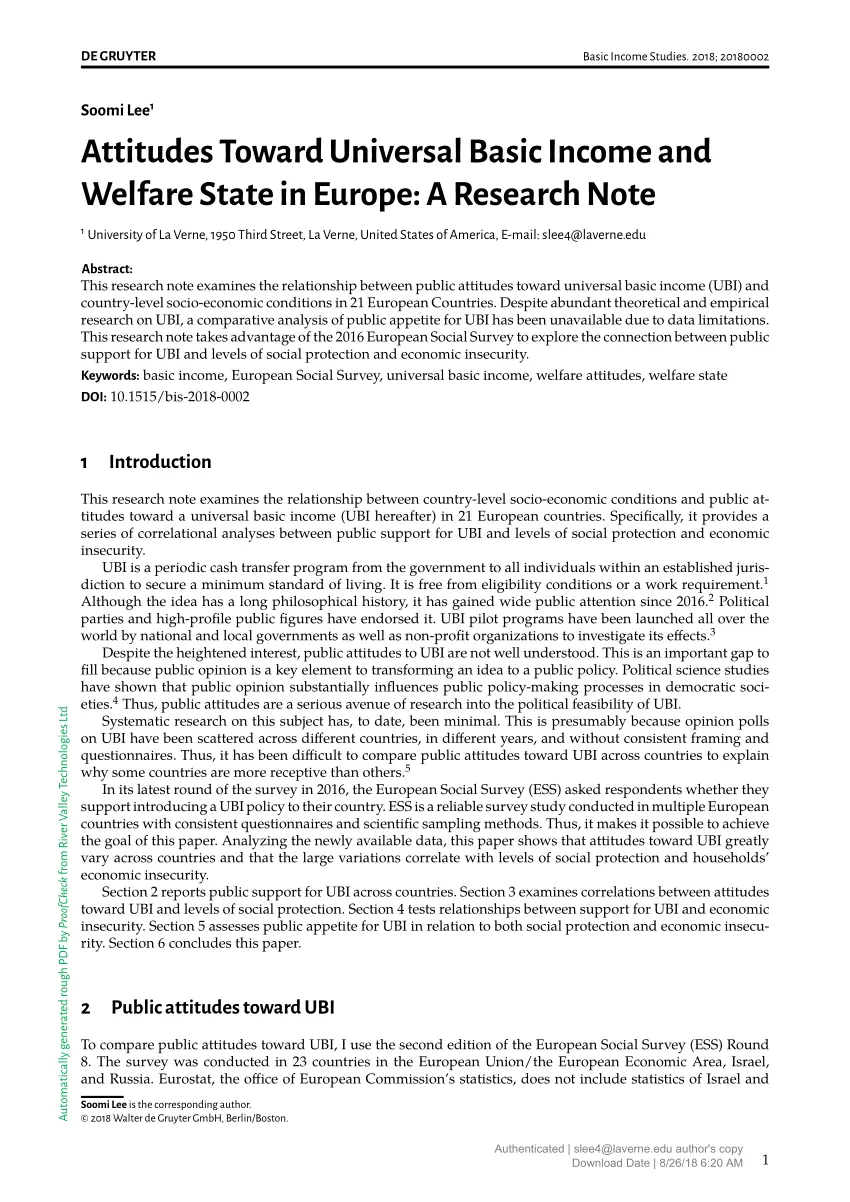 DE GRUYTER
Basic Income Studies. 2018; 20180002
Soomi Lee¹
Attitudes Toward Universal Basic Income and
Welfare State in Europe: A Research Note
¹ University of La Verne, 1950 Third Street, La Verne, United States of America, E-mail: slee4@laverne.edu
Abstract:
This research note examines the relationship between public attitudes toward universal basic income (UBI) and
country-level socio-economic conditions in 21 European Countries. Despite abundant theoretical and empirical
research on UBI, a comparative analysis of public appetite for UBI has been unavailable due to data limitations.
This research note takes advantage of the 2016 European Social Survey to explore the connection between public
support for UBI and levels of social protection and economic insecurity.
Keywords: basic income, European Social Survey, universal basic income, welfare attitudes, welfare state
DOI: 10.1515/bis-2018-0002
1 Introduction
This research note examines the relationship between country-level socio-economic conditions and public at-
titudes toward a universal basic income (UBI hereafter) in 21 European countries. Specifically, it provides a
series of correlational analyses between public support for UBI and levels of social protection and economic
insecurity.
UBI is a periodic cash transfer program from the government to all individuals within an established juris-
diction to secure a minimum standard of living. It is free from eligibility conditions or a work requirement.¹
Although the idea has a long philosophical history, it has gained wide public attention since 2016.² Political
parties and high-profile public figures have endorsed it. UBI pilot programs have been launched all over the
world by national and local governments as well as non-profit organizations to investigate its effects.³
Despite the heightened interest, public attitudes to UBI are not well understood. This is an important gap to
fill because public opinion is a key element to transforming an idea to a public policy. Political science studies
have shown that public opinion substantially influences public policy-making processes in democratic soci-
eties.⁴ Thus, public attitudes are a serious avenue of research into the political feasibility of UBI.
Systematic research on this subject has, to date, been minimal. This is presumably because opinion polls
on UBI have been scattered across different countries, in different years, and without consistent framing and
questionnaires. Thus, it has been difficult to compare public attitudes toward UBI across countries to explain
why some countries are more receptive than others.⁵
In its latest round of the survey in 2016, the European Social Survey (ESS) asked respondents whether they
support introducing a UBI policy to their country. ESS is a reliable survey study conducted in multiple European
countries with consistent questionnaires and scientific sampling methods. Thus, it makes it possible to achieve
the goal of this paper. Analyzing the newly available data, this paper shows that attitudes toward UBI greatly
vary across countries and that the large variations correlate with levels of social protection and households'
economic insecurity.
Section 2 reports public support for UBI across countries. Section 3 examines correlations between attitudes
toward UBI and levels of social protection. Section 4 tests relationships between support for UBI and economic
insecurity. Section 5 assesses public appetite for UBI in relation to both social protection and economic insecu-
rity. Section 6 concludes this paper.
2 Public attitudes toward UBI
To compare public attitudes toward UBI, I use the second edition of the European Social Survey (ESS) Round
8. The survey was conducted in 23 countries in the European Union/the European Economic Area, Israel,
and Russia. Eurostat, the office of European Commission's statistics, does not include statistics of Israel and
Soomi Lee is the corresponding author.
© 2018 Walter de Gruyter GmbH, Berlin/Boston.
Automatically generated rough PDF by ProofCheck from River Valley Technologies Ltd
Authenticated | slee4@laverne.edu author's copy
Download Date | 8/26/18 6:20 AM
1